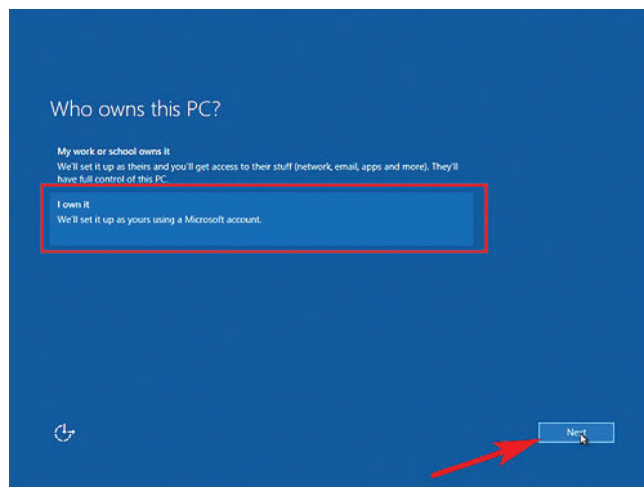 Who owns this PC?
My work or school owns it
We'll set it up as theirs and you'll get access to their stuff (network, email, apps and more). They'll
have full control of this PC.
I own it
We'll set it up as yours using a Microsoft account.
Next